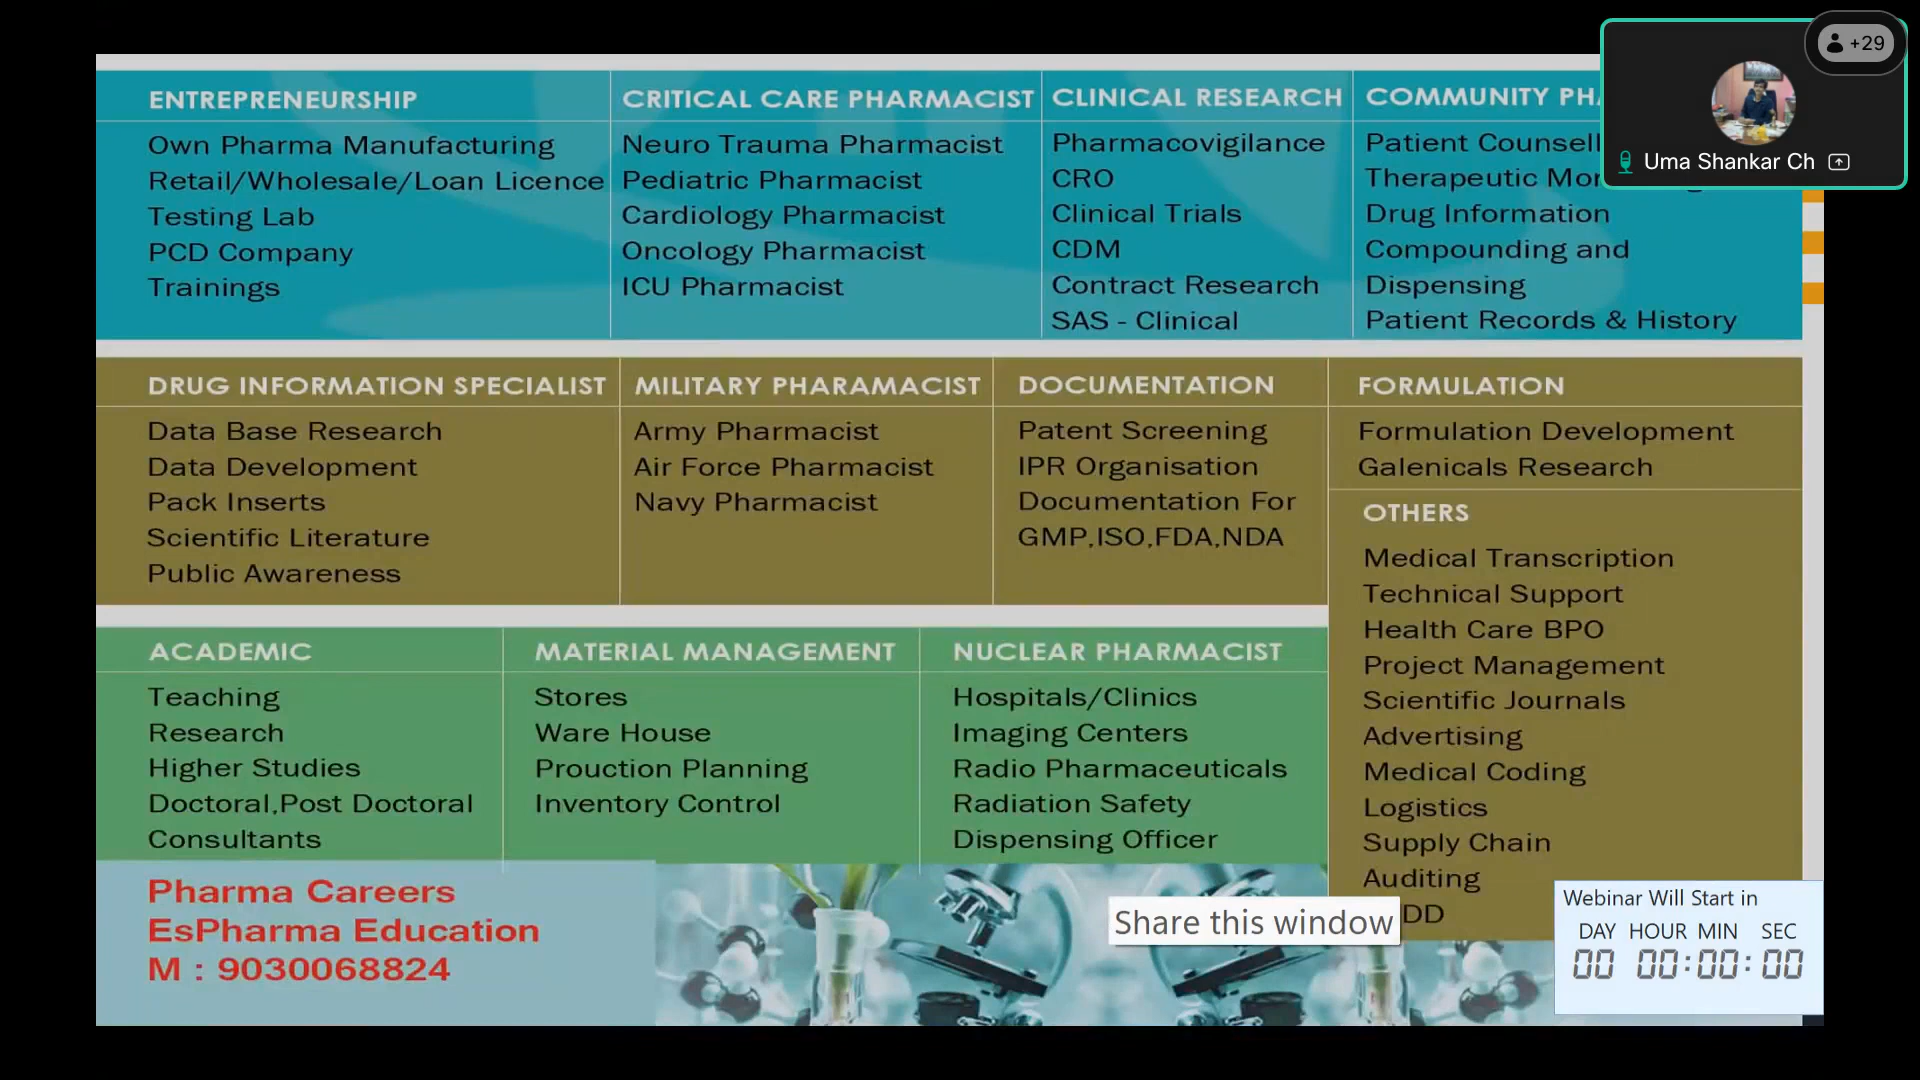 ENTREPRENEURSHIP
Own Pharma Manufacturing
Retail/Wholesale/Loan Licence
Testing Lab
PCD Company
Trainings
CRITICAL CARE PHARMACIST
Neuro Trauma Pharmacist
Pediatric Pharmacist
Cardiology Pharmacist
Oncology Pharmacist
ICU Pharmacist
CLINICAL RESEARCH
Pharmacovigilance
CRO
Clinical Trials
CDM
Contract Research
SAS - Clinical
COMMUNITY
Patient
Therapeutic
Drug Information
Compounding and
Dispensing
Patient Records & History
+29
Uma Shankar Ch
DRUG INFORMATION SPECIALIST
Data Base Research
Data Development
Pack Inserts
Scientific Literature
Public Awareness
MILITARY PHARAMACIST
Army Pharmacist
Air Force Pharmacist
Navy Pharmacist
DOCUMENTATION
Patent Screening
IPR Organisation
Documentation For
GMP,ISO,FDA,NDA
FORMULATION
Formulation Development
Galenicals Research
OTHERS
Medical Transcription
Technical Support
Health Care BPO
Project Management
Scientific Journals
Advertising
Medical Coding
Logistics
Supply Chain
Auditing
ACADEMIC
Teaching
Research
Higher Studies
Doctoral,Post Doctoral
Consultants
MATERIAL MANAGEMENT
Stores
Ware House
Prouction Planning
Inventory Control
NUCLEAR PHARMACIST
Hospitals/Clinics
Imaging Centers
Radio Pharmaceuticals
Radiation Safety
Dispensing Officer
Pharma Careers
EsPharma Education
M : 9030068824
Share this window
Webinar Will Start in
DAY HOUR MIN SEC
00 00:00:00